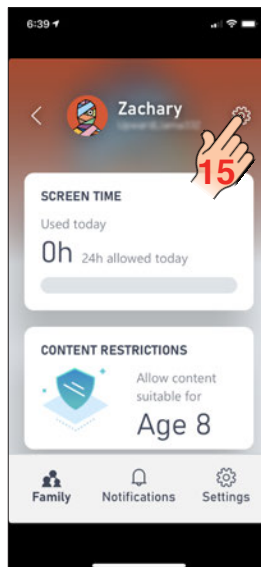 6:39
Zachary
15
SCREEN TIME
Used today
0h 24h allowed today
CONTENT RESTRICTIONS
Allow content
suitable for
Age 8
Family
Notifications
Settings